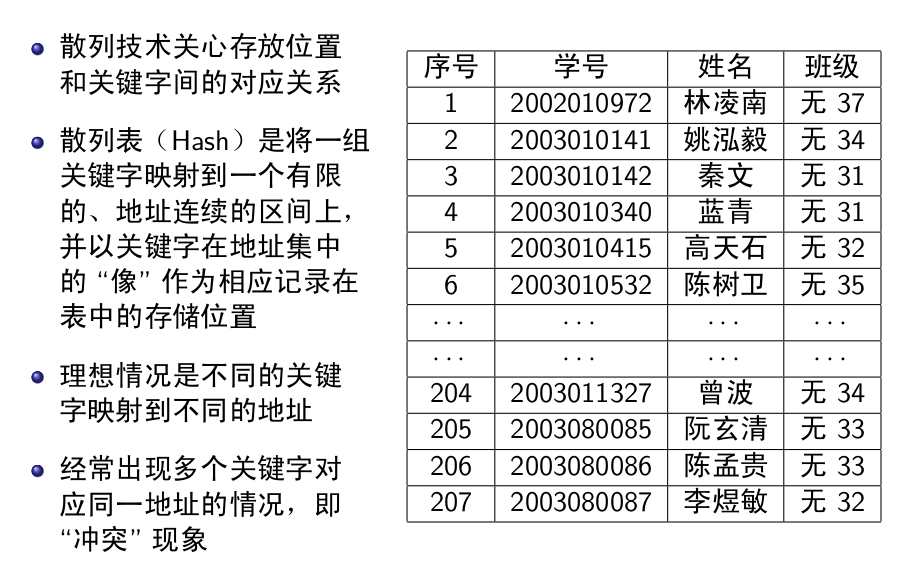 散列技术关心存放位置
和关键字间的对应关系
散列表（Hash）是将一组
关键字映射到一个有限
的、地址连续的区间上，
并以关键字在地址集中
的 “像” 作为相应记录在
表中的存储位置
理想情况是不同的关键
字映射到不同的地址
经常出现多个关键字对
应同一地址的情况，即
“冲突” 现象
序号 学号 姓名 班级
1 2002010972 林凌南 无 37
2 2003010141 姚泓毅 无 34
3 2003010142 秦文 无 31
4 2003010340 蓝青 无 31
5 2003010415 高天石 无 32
6 2003010532 陈树卫 无 35
··· ··· ··· ···
··· ··· ··· ···
204 2003011327 曾波 无 34
205 2003080085 阮玄清 无 33
206 2003080086 陈孟贵 无 33
207 2003080087 李煜敏 无 32